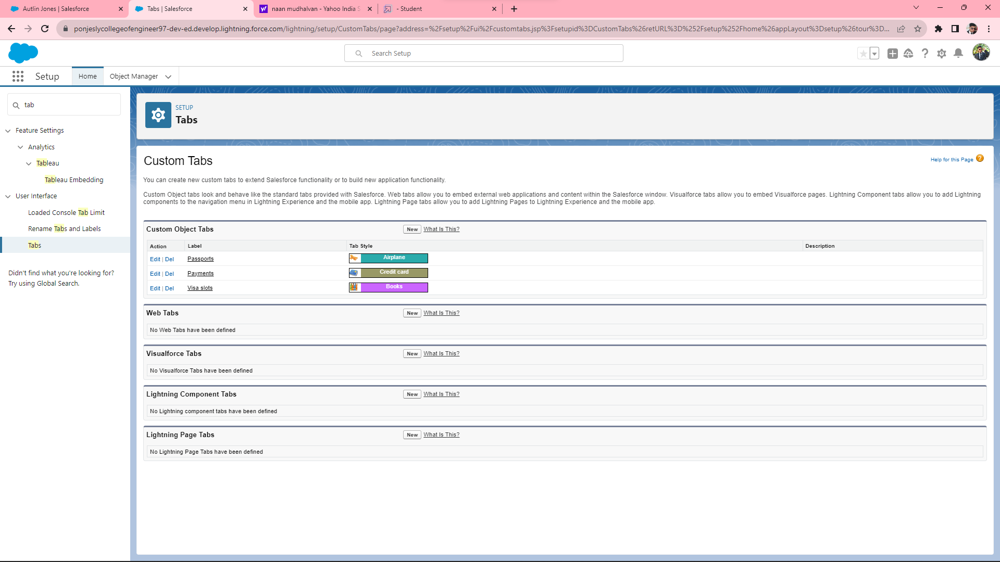 Autlin Jones | Salesforce
Tabs | Salesforce
naan mudhalvan - Yahoo India S
- Student
ponjeslycollegeofengineer97-dev-ed.develop.lightning.force.com/lightning/setup/CustomTabs/page?address=%2Fsetup%2Fui%2Fcustomtabs.jsp%3Fsetupid%3DCustomTabs%26retURL%3D%252Fsetup%252Fhome%26appLayout%3Dsetup%26tour%3D...
Search Setup
Setup
Home
Object Manager
tab
Feature Settings
Analytics
Tableau
Tableau Embedding
User Interface
Loaded Console Tab Limit
Rename Tabs and Labels
Tabs
Didn't find what you're looking for?
Try using Global Search.
SETUP
Tabs
Custom Tabs
Help for this Page ?
You can create new custom tabs to extend Salesforce functionality or to build new application functionality.
Custom Object tabs look and behave like the standard tabs provided with Salesforce. Web tabs allow you to embed external web applications and content within the Salesforce window. Visualforce tabs allow you to embed Visualforce pages. Lightning Component tabs allow you to add Lightning
components to the navigation menu in Lightning Experience and the mobile app. Lightning Page tabs allow you to add Lightning Pages to Lightning Experience and the mobile app.
Custom Object Tabs New What Is This?
Action Label Tab Style Description
Edit | Del Passports Airplane
Edit | Del Payments Credit card
Edit | Del Visa slots Books
Web Tabs New What Is This?
No Web Tabs have been defined
Visualforce Tabs New What Is This?
No Visualforce Tabs have been defined
Lightning Component Tabs New What Is This?
No Lightning component tabs have been defined
Lightning Page Tabs New What Is This?
No Lightning Page Tabs have been defined